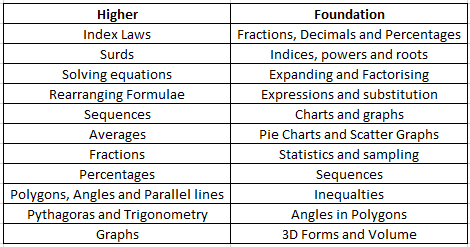 Higher Foundation
Index Laws Fractions, Decimals and Percentages
Surds Indices, powers and roots
Solving equations Expanding and Factorising
Rearranging Formulae Expressions and substitution
Sequences Charts and graphs
Averages Pie Charts and Scatter Graphs
Fractions Statistics and sampling
Percentages Sequences
Polygons, Angles and Parallel lines Inequalties
Pythagoras and Trigonometry Angles in Polygons
Graphs 3D Forms and Volume